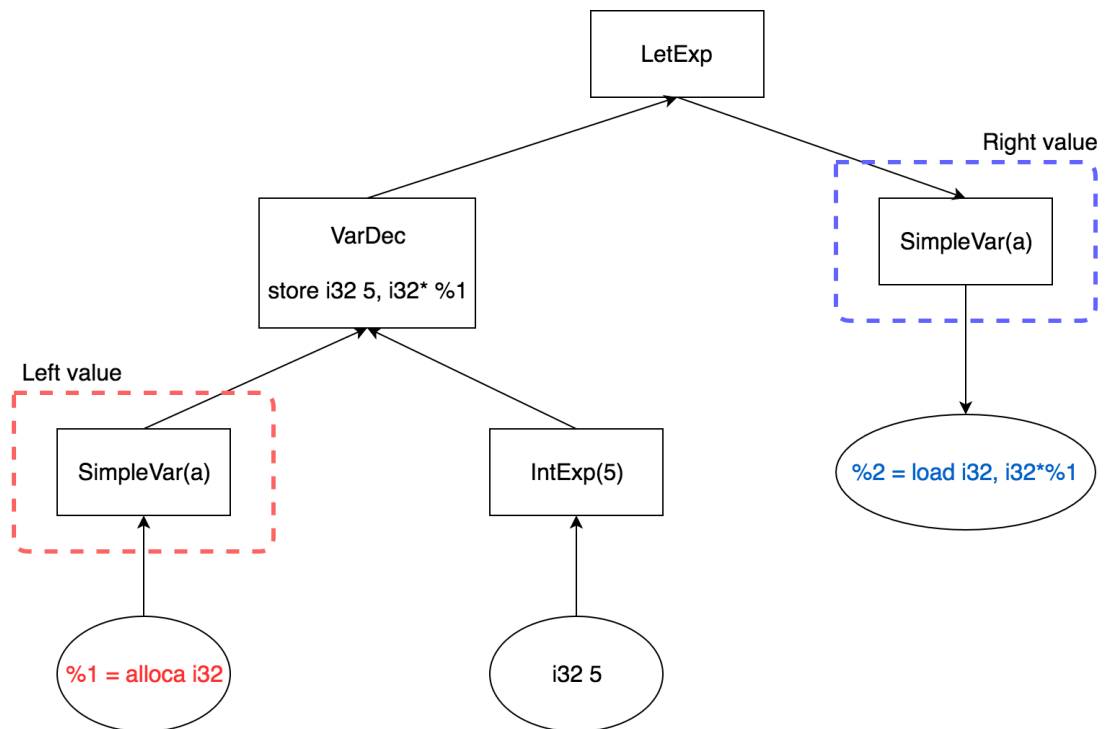 LetExp
Right value
VarDec
SimpleVar(a)
store i32 5, i32* %1
Left value
SimpleVar(a)
IntExp(5)
%2 = load i32, i32*%1
%1 = alloca i32
i32 5